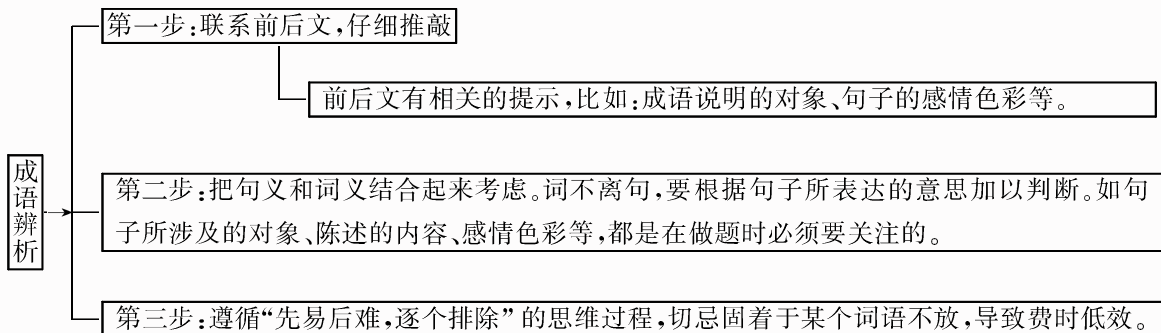 第一步:联系前后文,仔细推敲
前后文有相关的提示,比如:成语说明的对象、句子的感情色彩等。
成语辨析
第二步:把句义和词义结合起来考虑。词不离句,要根据句子所表达的意思加以判断。如句
子所涉及的对象、陈述的内容、感情色彩等,都是在做题时必须要关注的。
第三步:遵循“先易后难,逐个排除”的思维过程,切忌固着于某个词语不放,导致费时低效。